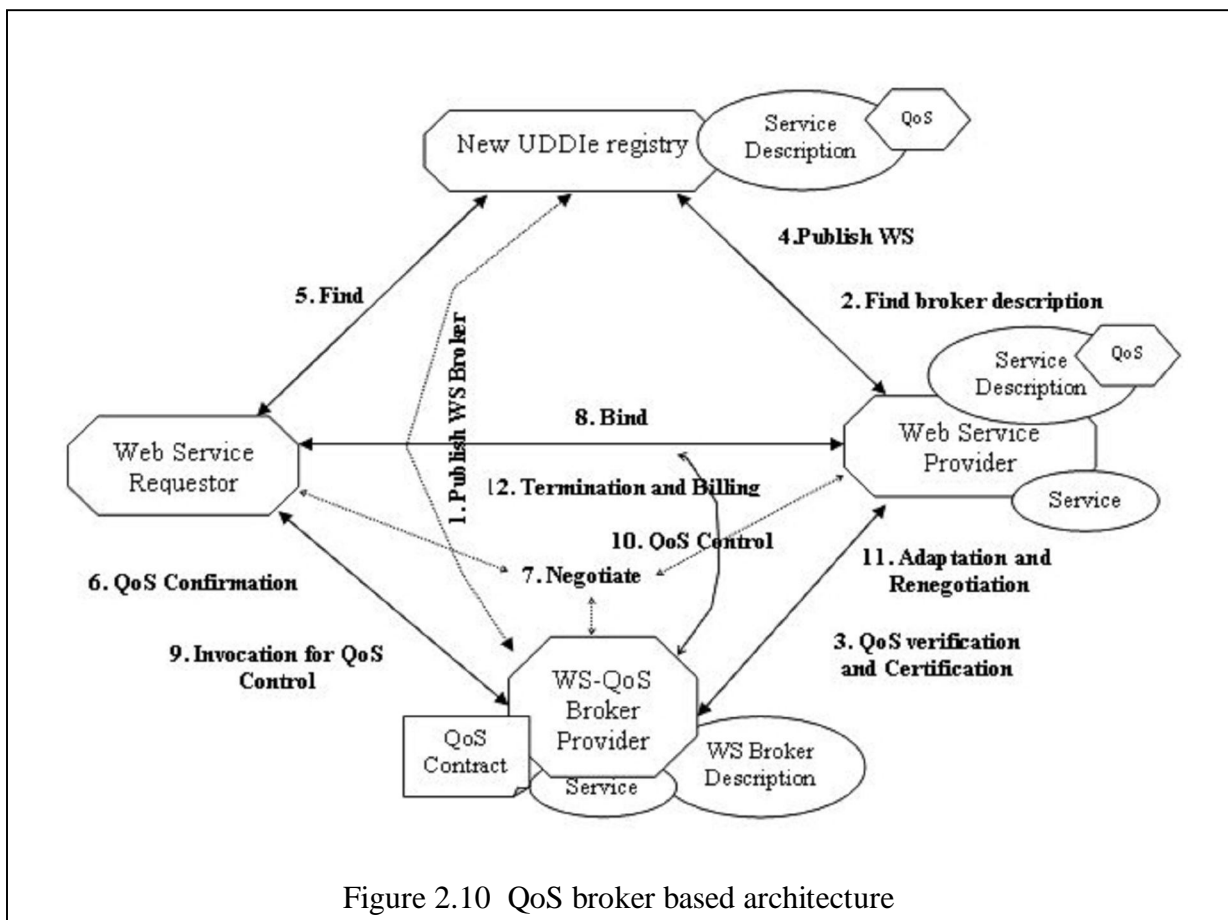 New UDDIe registry
Service
Description
QoS
4.Publish WS
5. Find
2. Find broker description
1. Publish WS Broker
Service
Description
QoS
8. Bind
Web Service
Requestor
Web Service
Provider
Service
12. Termination and Billing
10. QoS Control
7. Negotiate
6. QoS Confirmation
11. Adaptation and
Renegotiation
9. Invocation for QoS
Control
3. QoS verification
and Certification
WS-QoS
Broker
Provider
QoS
Contract
Service
WS Broker
Description
Figure 2.10 QoS broker based architecture